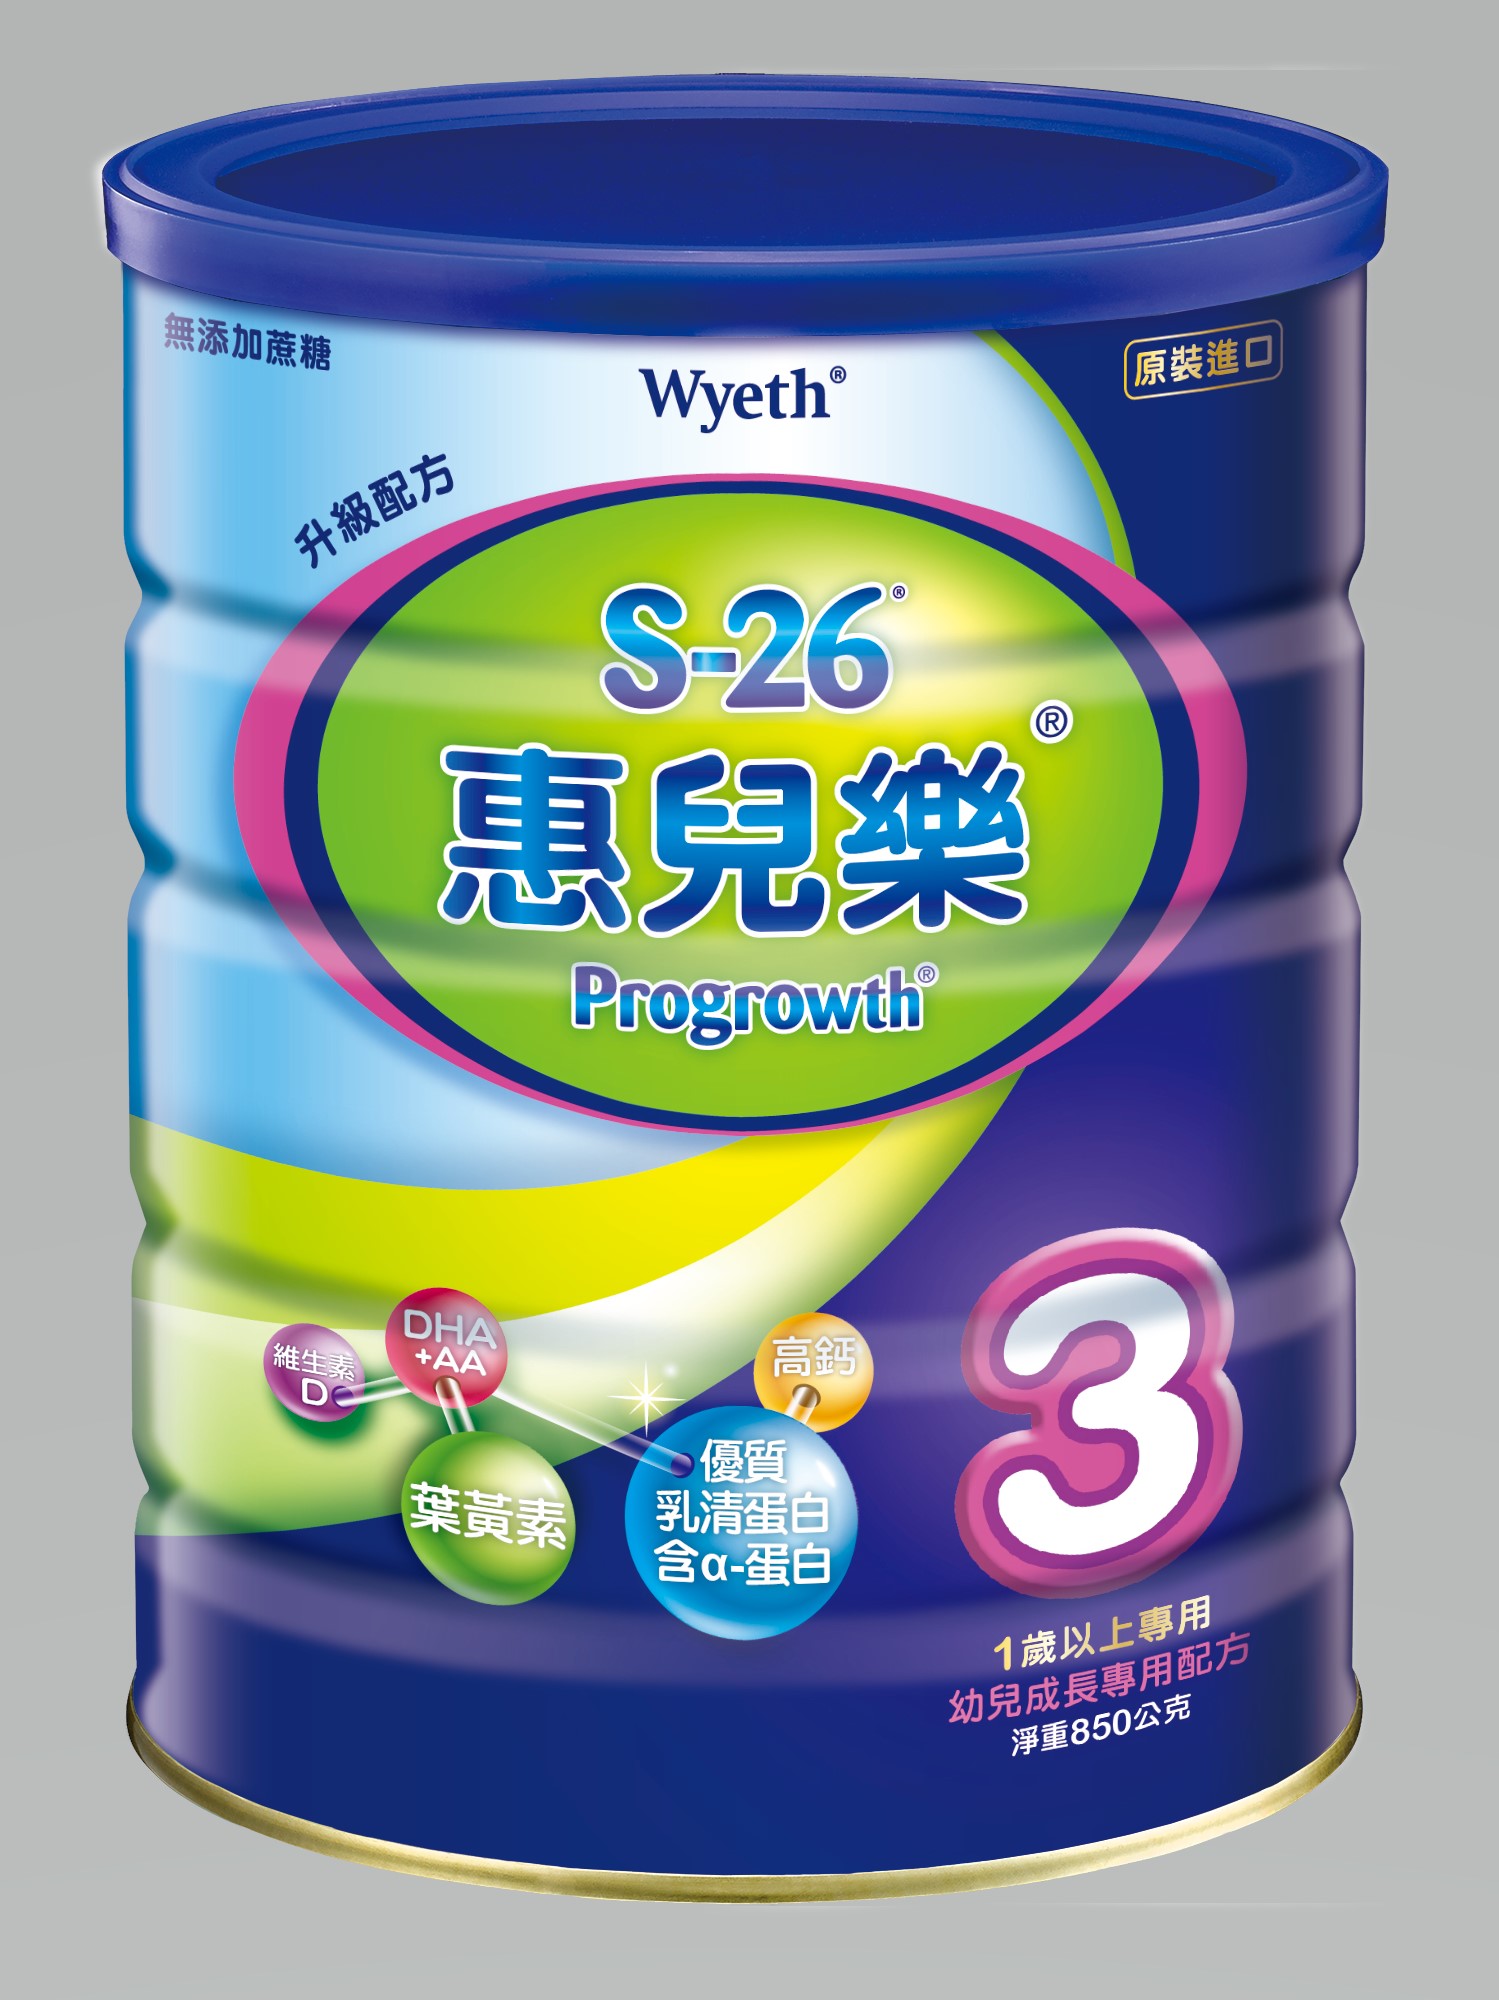 無添加蔗糖
原裝進口
Wyeth®
升級配方
S-26®
惠兒樂®
Progrowth®
維生素
D
DHA
+AA
葉黃素
高鈣
優質
乳清蛋白
含α-蛋白
3
1歲以上專用
幼兒成長專用配方
淨重850公克